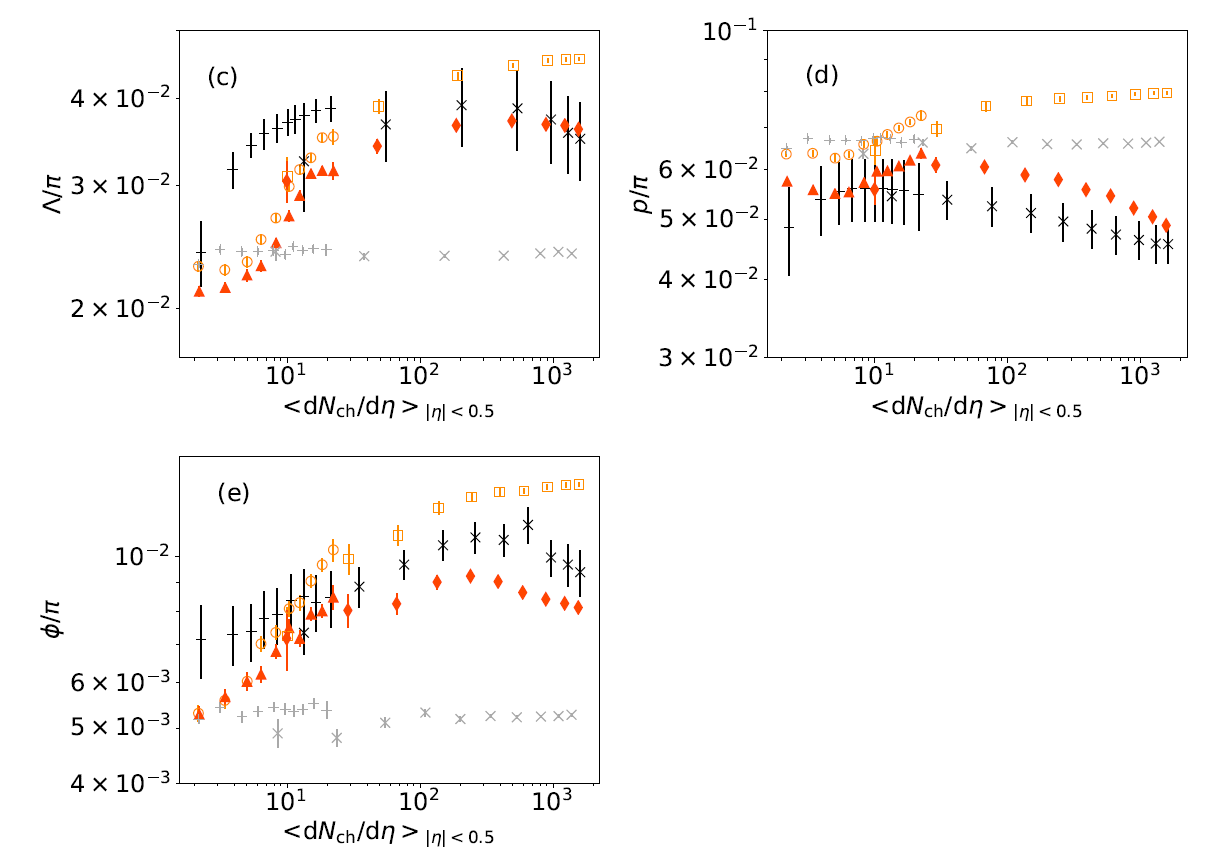 (c)
4 × 10⁻²
3 × 10⁻²
2 × 10⁻²
Λ/π
10¹ 10² 10³
<dN_ch/dη>_|η|<0.5
(d)
10⁻¹
6 × 10⁻²
5 × 10⁻²
4 × 10⁻²
3 × 10⁻²
p/π
10¹ 10² 10³
<dN_ch/dη>_|η|<0.5
(e)
10⁻²
6 × 10⁻³
5 × 10⁻³
4 × 10⁻³
ϕ/π
10¹ 10² 10³
<dN_ch/dη>_|η|<0.5